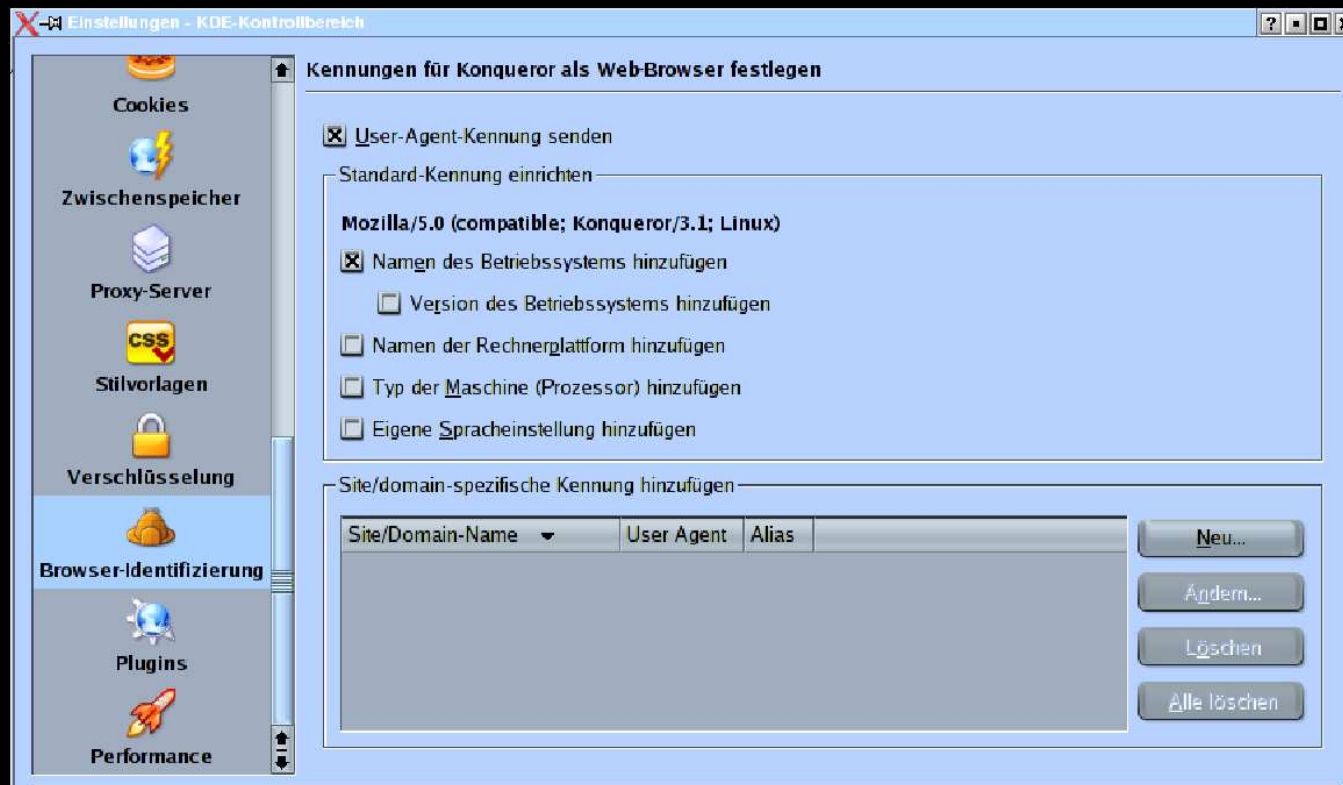 Einstellungen - KDE-Kontrollbereich
Cookies
Zwischenspeicher
Proxy-Server
CSS
Stilvorlagen
Verschlüsselung
Browser-Identifizierung
Plugins
Performance
Kennungen für Konqueror als Web-Browser festlegen
User-Agent-Kennung senden
Standard-Kennung einrichten
Mozilla/5.0 (compatible; Konqueror/3.1; Linux)
Namen des Betriebssystems hinzufügen
Version des Betriebssystems hinzufügen
Namen der Rechnerplattform hinzufügen
Typ der Maschine (Prozessor) hinzufügen
Eigene Spracheinstellung hinzufügen
Site/domain-spezifische Kennung hinzufügen
Site/Domain-Name User Agent Alias
Neu...
Ändern...
Löschen
Alle löschen